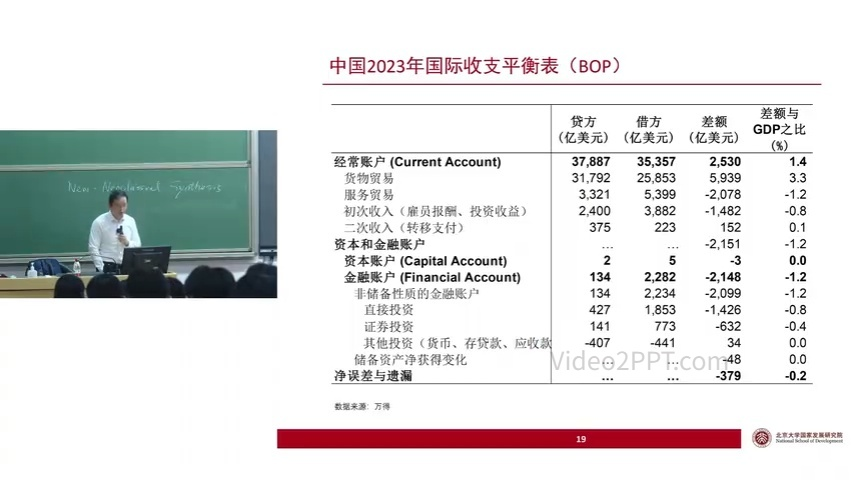 中国2023年国际收支平衡表（BOP）
贷方 借方 差额 差额与
GDP之比
(亿美元) (亿美元) (亿美元) (%)
经常账户 (Current Account) 37,887 35,357 2,530 1.4
货物贸易 31,792 25,853 5,939 3.3
服务贸易 3,321 5,399 -2,078 -1.2
初次收入（雇员报酬、投资收益） 2,400 3,882 -1,482 -0.8
二次收入（转移支付） 375 223 152 0.1
资本和金融账户 … … -2,151 -1.2
资本账户 (Capital Account) 2 5 -3 0.0
金融账户 (Financial Account) 134 2,282 -2,148 -1.2
非储备性质的金融账户 134 2,234 -2,099 -1.2
直接投资 427 1,853 -1,426 -0.8
证券投资 141 773 -632 -0.4
其他投资（货币、存贷款、应收款 -407 -441 34 0.0
储备资产净获得变化 … … -48 0.0
净误差与遗漏 … … -379 -0.2
Video2PPT.com
数据来源：万得
19
北京大学国家发展研究院
National School of Development
New-Neoclassical Synthesis